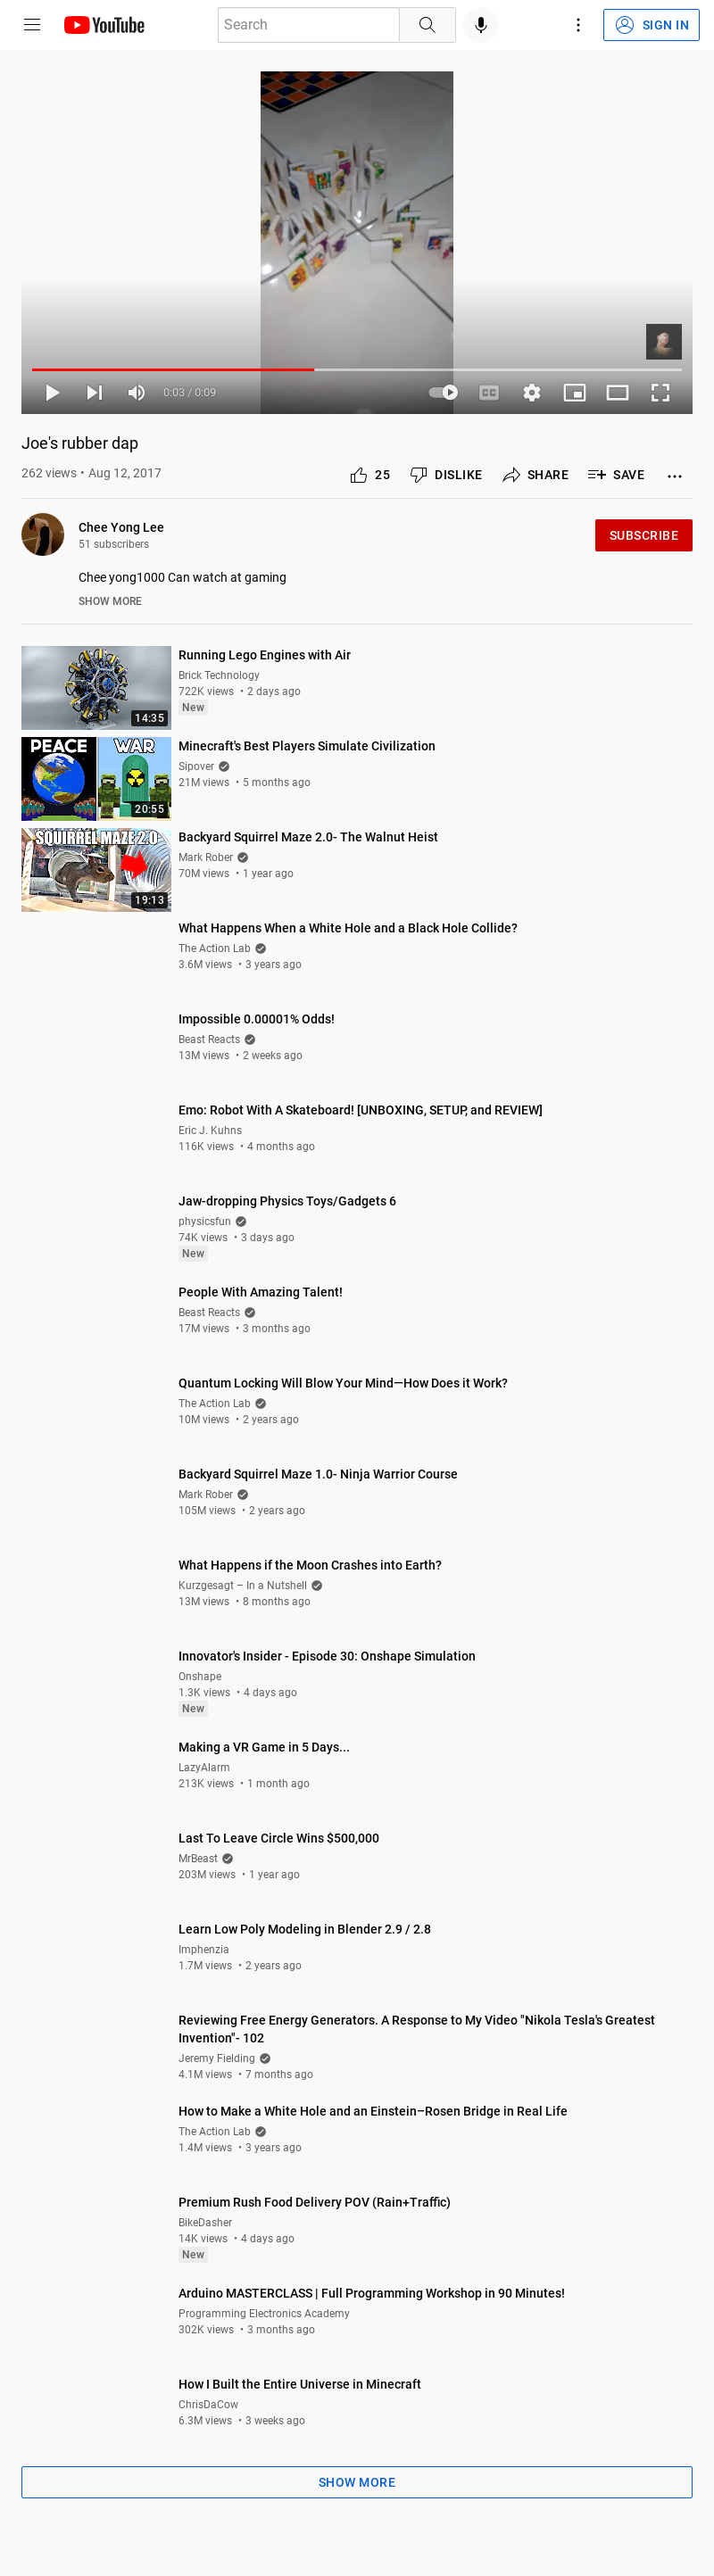 YouTube
Search
SIGN IN
0:03 / 0:09
CC
Joe's rubber dap
262 views • Aug 12, 2017
25
DISLIKE
SHARE
SAVE
Chee Yong Lee
51 subscribers
SUBSCRIBE
Chee yong1000 Can watch at gaming
SHOW MORE
Running Lego Engines with Air
Brick Technology
722K views • 2 days ago
New
14:35
PEACE WAR
20:55
Minecraft's Best Players Simulate Civilization
Sipover
21M views • 5 months ago
SQUIRREL MAZE 2.0
19:13
Backyard Squirrel Maze 2.0- The Walnut Heist
Mark Rober
70M views • 1 year ago
What Happens When a White Hole and a Black Hole Collide?
The Action Lab
3.6M views • 3 years ago
Impossible 0.00001% Odds!
Beast Reacts
13M views • 2 weeks ago
Emo: Robot With A Skateboard! [UNBOXING, SETUP, and REVIEW]
Eric J. Kuhns
116K views • 4 months ago
Jaw-dropping Physics Toys/Gadgets 6
physicsfun
74K views • 3 days ago
New
People With Amazing Talent!
Beast Reacts
17M views • 3 months ago
Quantum Locking Will Blow Your Mind—How Does it Work?
The Action Lab
10M views • 2 years ago
Backyard Squirrel Maze 1.0- Ninja Warrior Course
Mark Rober
105M views • 2 years ago
What Happens if the Moon Crashes into Earth?
Kurzgesagt – In a Nutshell
13M views • 8 months ago
Innovator's Insider - Episode 30: Onshape Simulation
Onshape
1.3K views • 4 days ago
New
Making a VR Game in 5 Days...
LazyAlarm
213K views • 1 month ago
Last To Leave Circle Wins $500,000
MrBeast
203M views • 1 year ago
Learn Low Poly Modeling in Blender 2.9 / 2.8
Imphenzia
1.7M views • 2 years ago
Reviewing Free Energy Generators. A Response to My Video "Nikola Tesla's Greatest
Invention"- 102
Jeremy Fielding
4.1M views • 7 months ago
How to Make a White Hole and an Einstein–Rosen Bridge in Real Life
The Action Lab
1.4M views • 3 years ago
Premium Rush Food Delivery POV (Rain+Traffic)
BikeDasher
14K views • 4 days ago
New
Arduino MASTERCLASS | Full Programming Workshop in 90 Minutes!
Programming Electronics Academy
302K views • 3 months ago
How I Built the Entire Universe in Minecraft
ChrisDaCow
6.3M views • 3 weeks ago
SHOW MORE